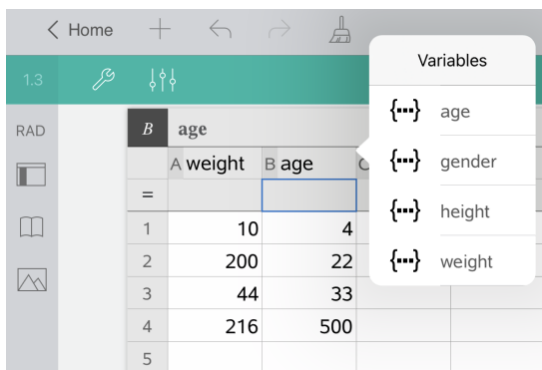 Home
Variables
1.3
age
RAD
B age
gender
A weight B age C
height
=
1 10 4
weight
2 200 22
3 44 33
4 216 500
5